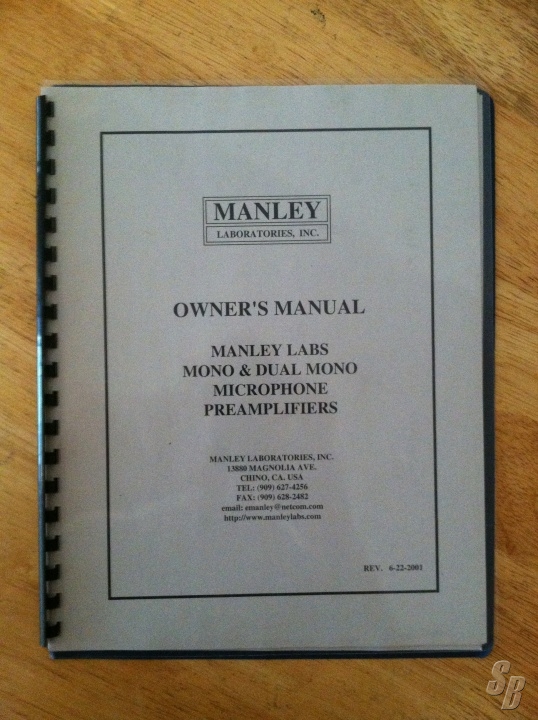 MANLEY
LABORATORIES, INC.
OWNER'S MANUAL
MANLEY LABS
MONO & DUAL MONO
MICROPHONE
PREAMPLIFIERS
MANLEY LABORATORIES, INC.
13880 MAGNOLIA AVE.
CHINO, CA. USA
TEL: (909) 627-4256
FAX: (909) 628-2482
email: emanley@netcom.com
http://www.manleylabs.com
REV. 6-22-2001
SB